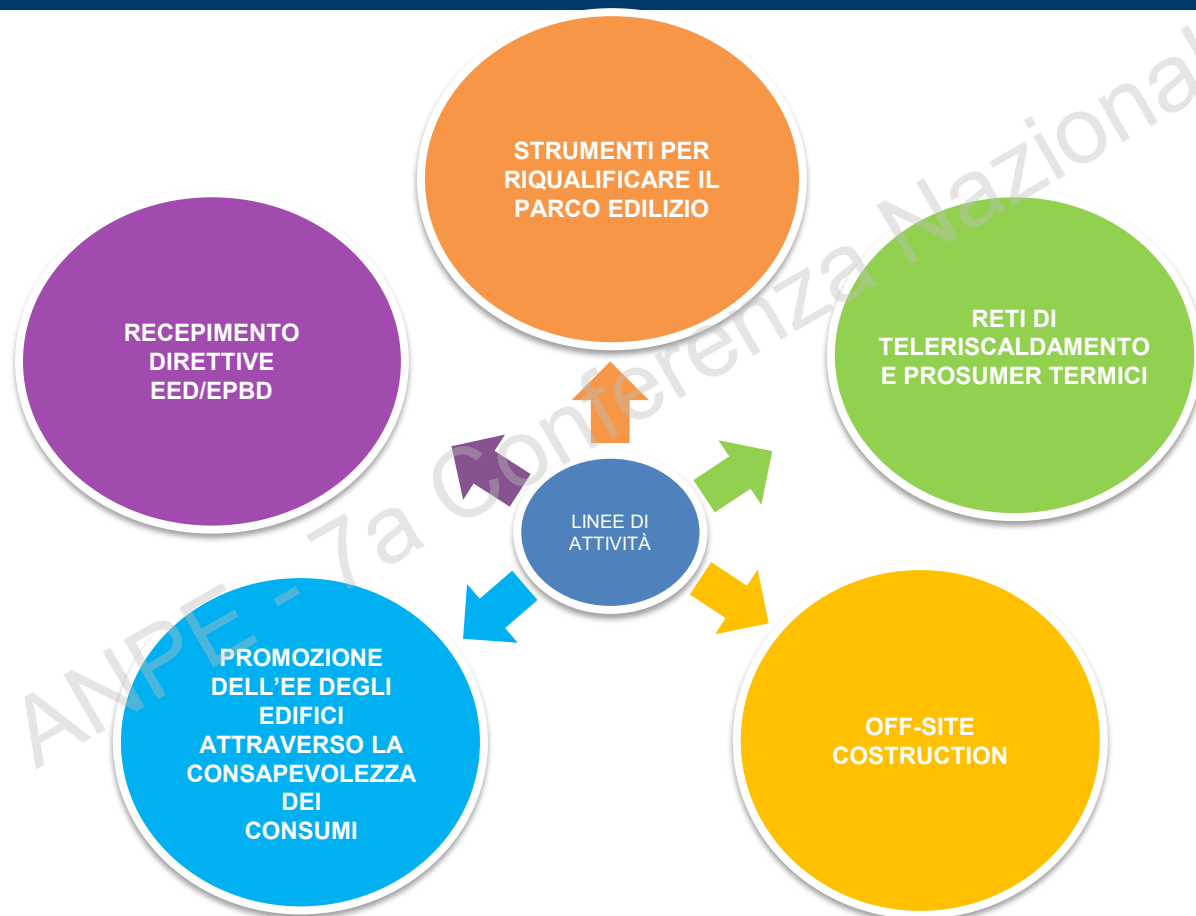 STRUMENTI PER
RIQUALIFICARE IL
PARCO EDILIZIO
RECEPIMENTO
DIRETTIVE
EED/EPBD
RETI DI
TELERISCALDAMENTO
E PROSUMER TERMICI
LINEE DI
ATTIVITÀ
PROMOZIONE
DELL'EE DEGLI
EDIFICI
ATTRAVERSO LA
CONSAPEVOLEZZA
DEI
CONSUMI
OFF-SITE
COSTRUCTION
ANPE - 7a Conferenza Nazional